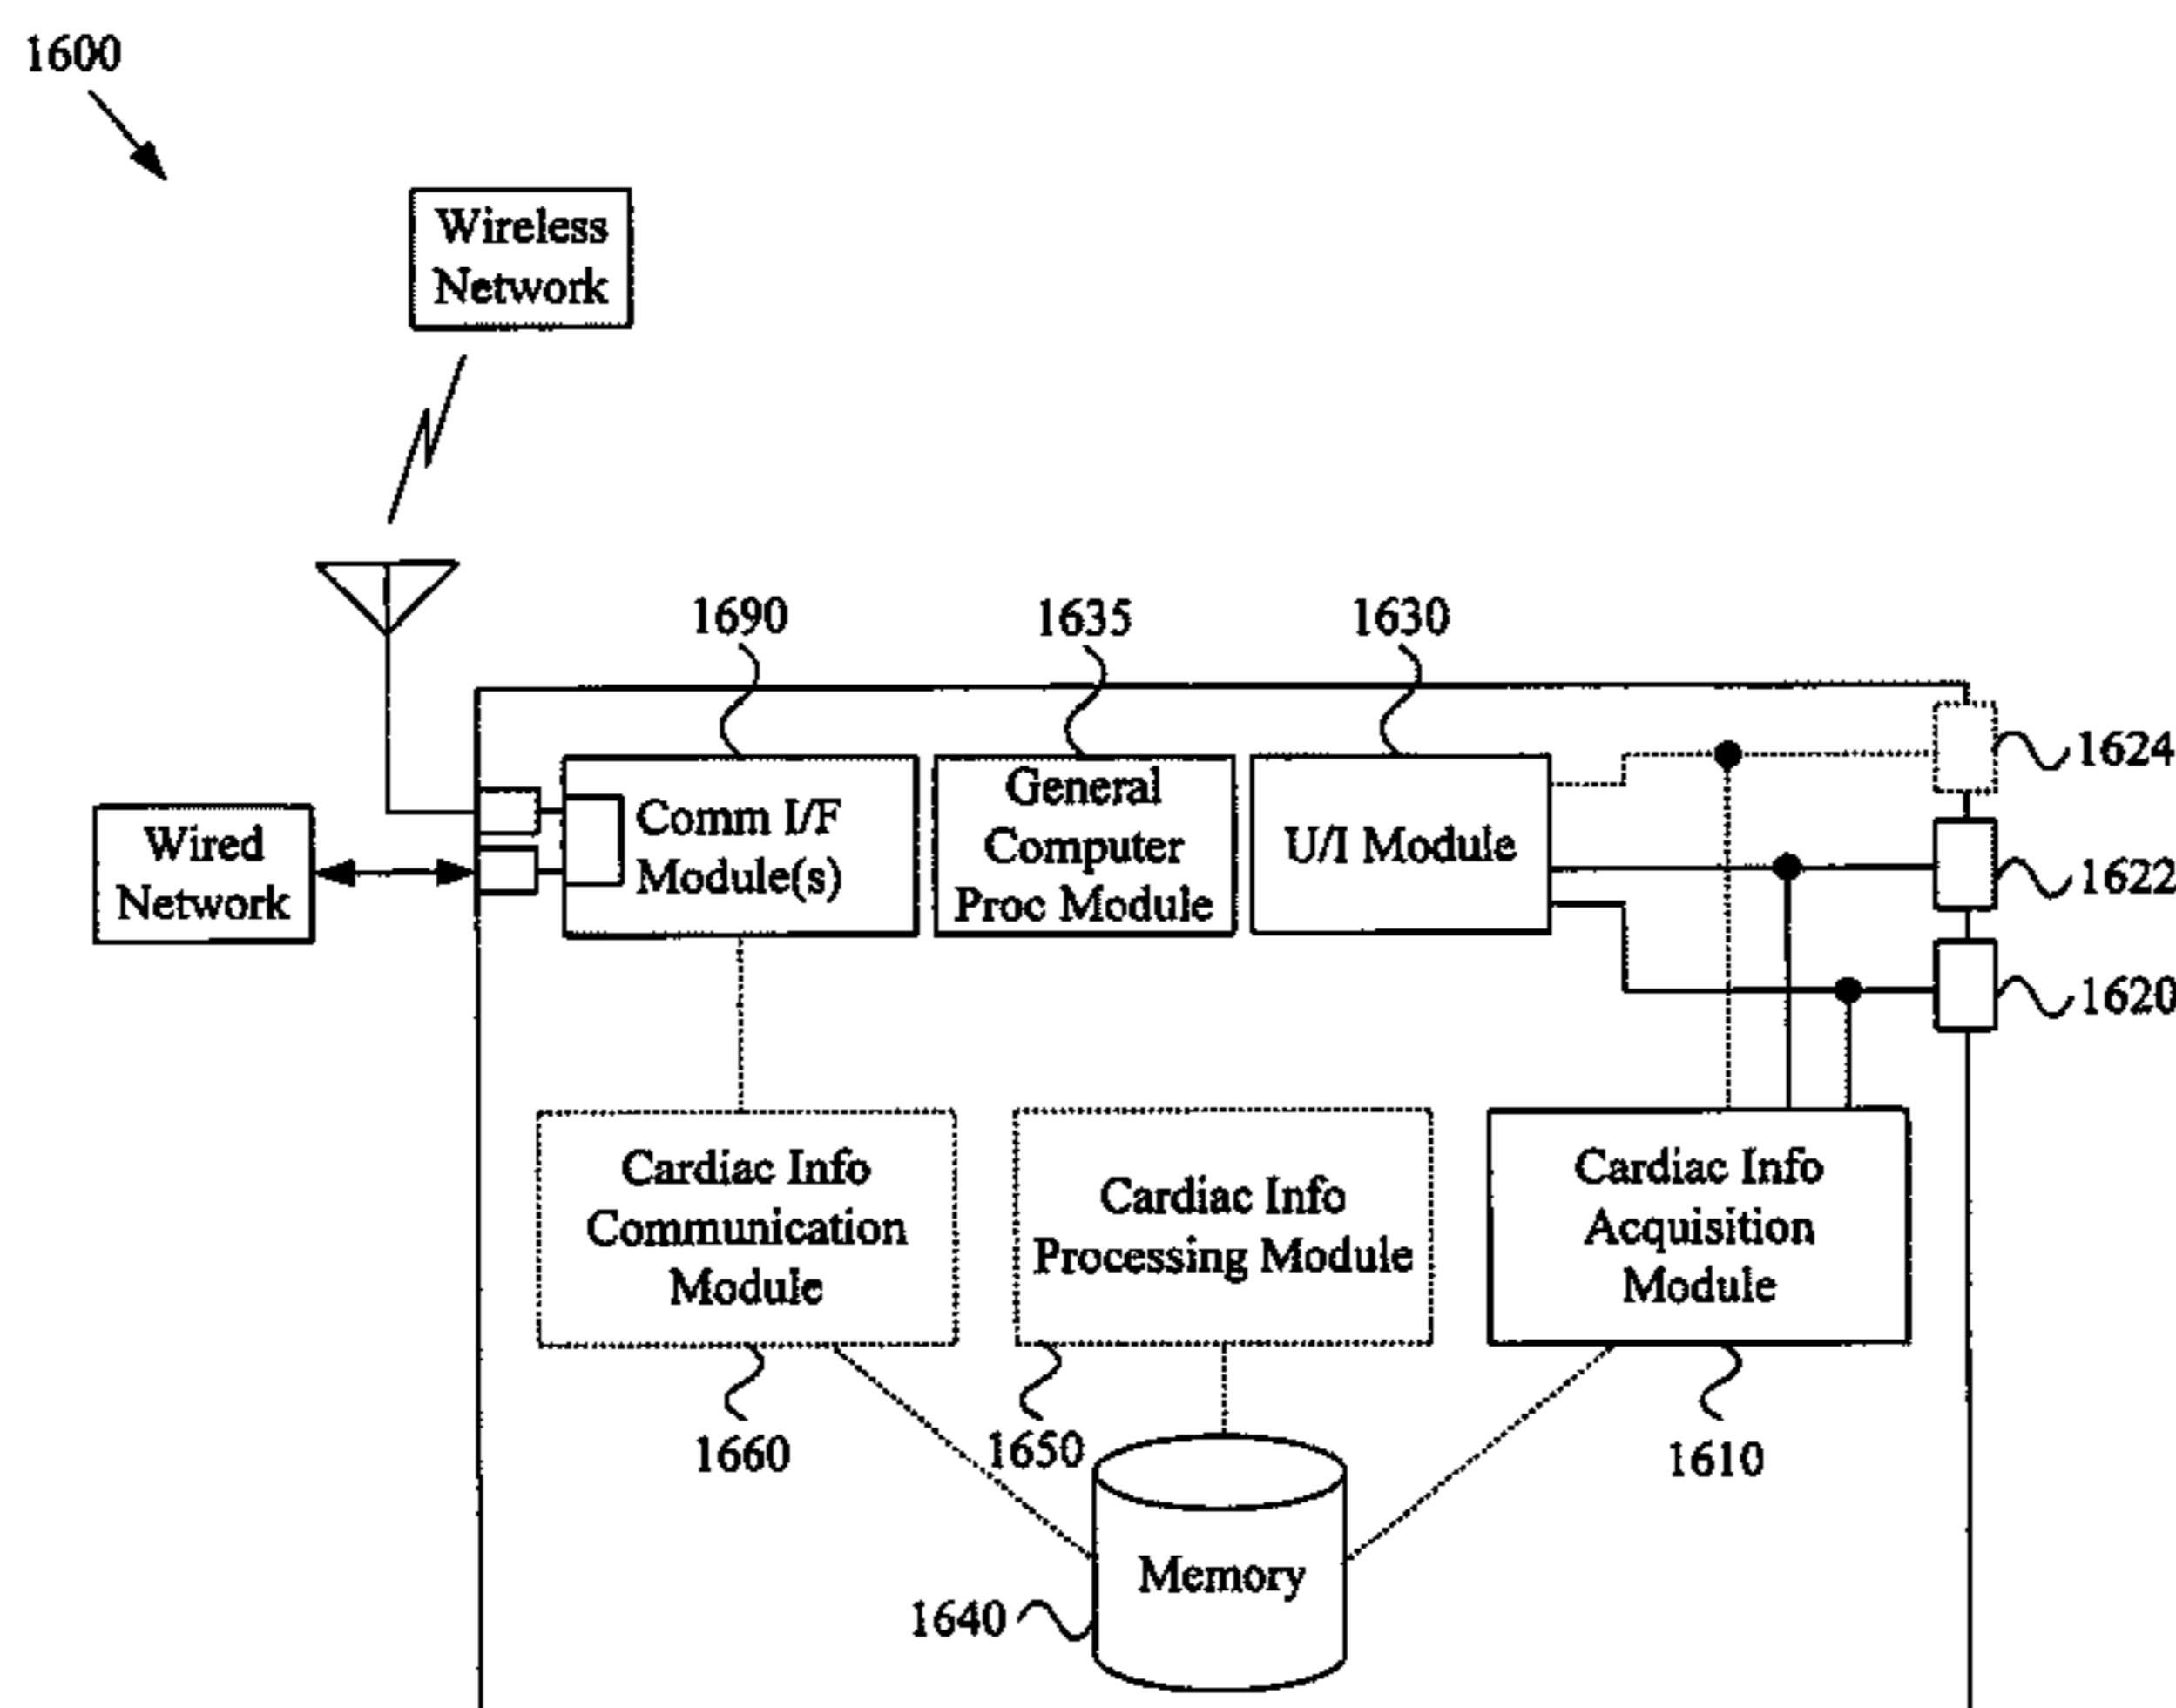 1600
Wireless
Network
1690
1635
1630
1624
Wired
Network
Comm I/F
Module(s)
General
Computer
Proc Module
U/I Module
1622
1620
Cardiac Info
Communication
Module
Cardiac Info
Processing Module
Cardiac Info
Acquisition
Module
1660
1650
1610
Memory
1640